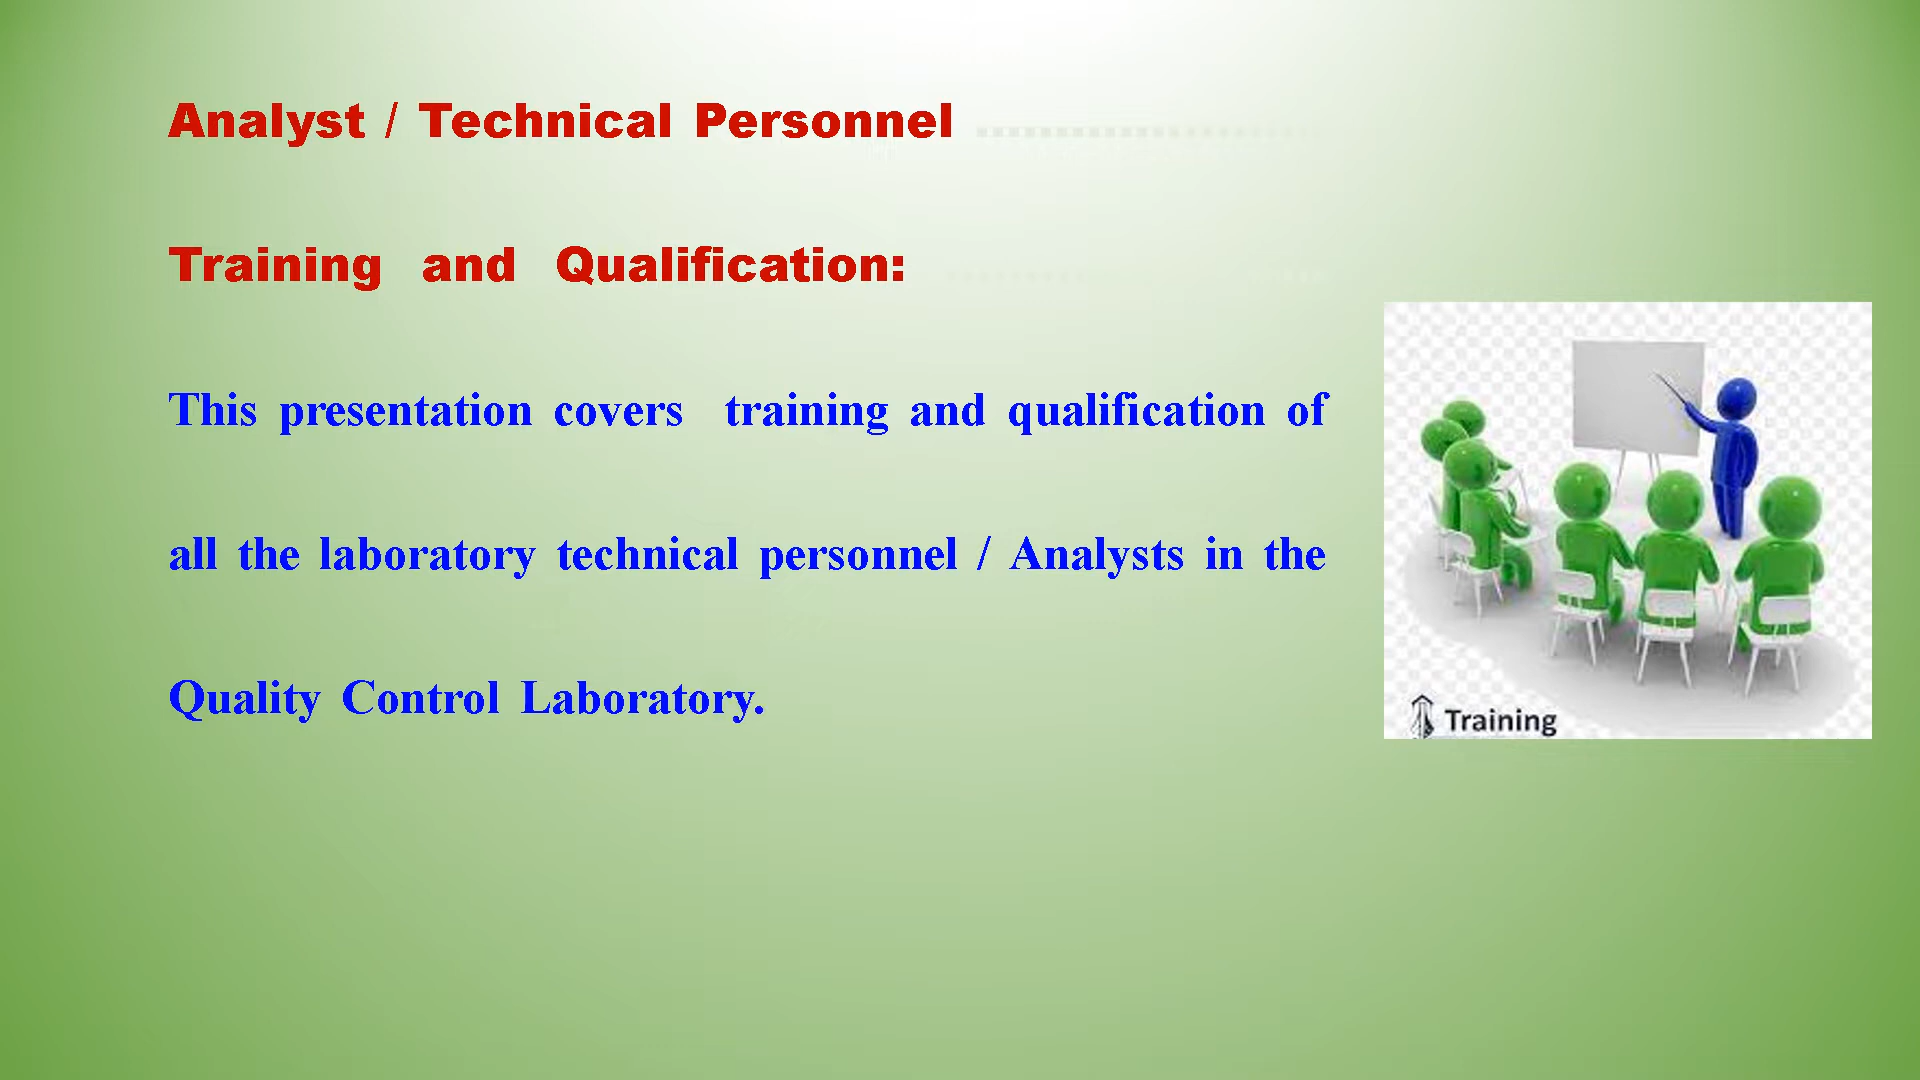 Analyst / Technical Personnel
Training and Qualification:
This presentation covers training and qualification of
all the laboratory technical personnel / Analysts in the
Quality Control Laboratory.
Training